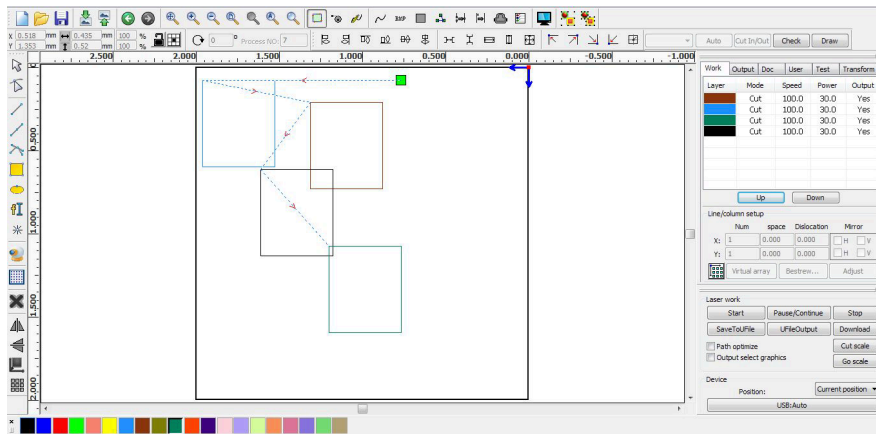 X 0.518 mm 0.435 mm 100 %
Y 1.353 mm 0.52 mm 100 %
0 ° Process NO: 7
Auto Cut In/Out Check Draw
2.500 2.000 1.500 1.000 0.500 0.000 -0.500 -1.000
0.500
1.000
1.500
2.000
Work Output Doc User Test Transform
Layer Mode Speed Power Output
Cut 100.0 30.0 Yes
Cut 100.0 30.0 Yes
Cut 100.0 30.0 Yes
Cut 100.0 30.0 Yes
Up Down
Line/column setup
Num space Dislocation Mirror
X: 1 0.000 0.000 H V
Y: 1 0.000 0.000 H V
Virtual array Bestrew... Adjust
Laser work
Start Pause/Continue Stop
SaveToUFile UFileOutput Download
Path optimize Cut scale
Output select graphics Go scale
Device
Position: Current position
USB:Auto